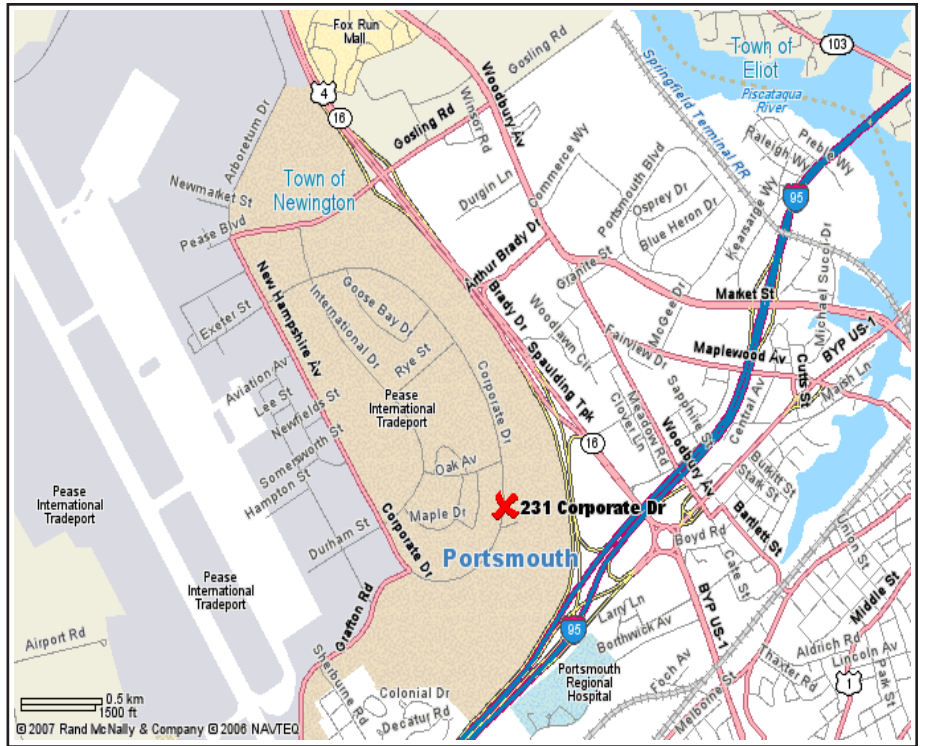 Fox Run
Mall
4
16
Gosling Rd
Gosling Rd
Woodbury Av
Winsor Rd
Springfield Terminal RR
Town of
Eliot
103
Piscataqua
River
Arboretum Dr
Newmarket St
Pease Blvd
Town of
Newington
Durgin Ln
Commerce Wy
Portsmouth Blvd
Osprey Dr
Blue Heron Dr
Kearsarge Wy
Raleigh Wy
Preble Wy
95
Arthur Brady Dr
Brady Dr
Granite St
Market St
Michael Succi Dr
BYP US-1
New Hampshire Av
Exeter St
International Dr
Goose Bay Dr
Rye St
Corporate Dr
Woodlawn Cir
Spaulding Tpk
Fairview Dr
McGee Dr
Maplewood Av
Cutts St
Marsh Ln
Aviation Av
Lee St
Newfields St
Somersworth St
Hampton St
Durham St
Pease
International
Tradeport
Clover Ln
Meadow Rd
Sapphire St
Central Av
Woodbury Av
16
Burkitt St
Stark St
Bartlett St
Oak Av
Maple Dr
231 Corporate Dr
Portsmouth
Corporate Dr
Pease
International
Tradeport
Pease
International
Tradeport
Boyd Rd
Cate St
BYP US-1
Union St
Middle St
Grafton Rd
Airport Rd
Sherburne Rd
Colonial Dr
Decatur Rd
95
Larry Ln
Borthwick Av
Portsmouth
Regional
Hospital
Foch Av
Melbourne St
Thaxter Rd
Aldrich Rd
Lincoln Av
1
Park St
0.5 km
1500 ft
© 2007 Rand McNally & Company © 2006 NAVTEQ